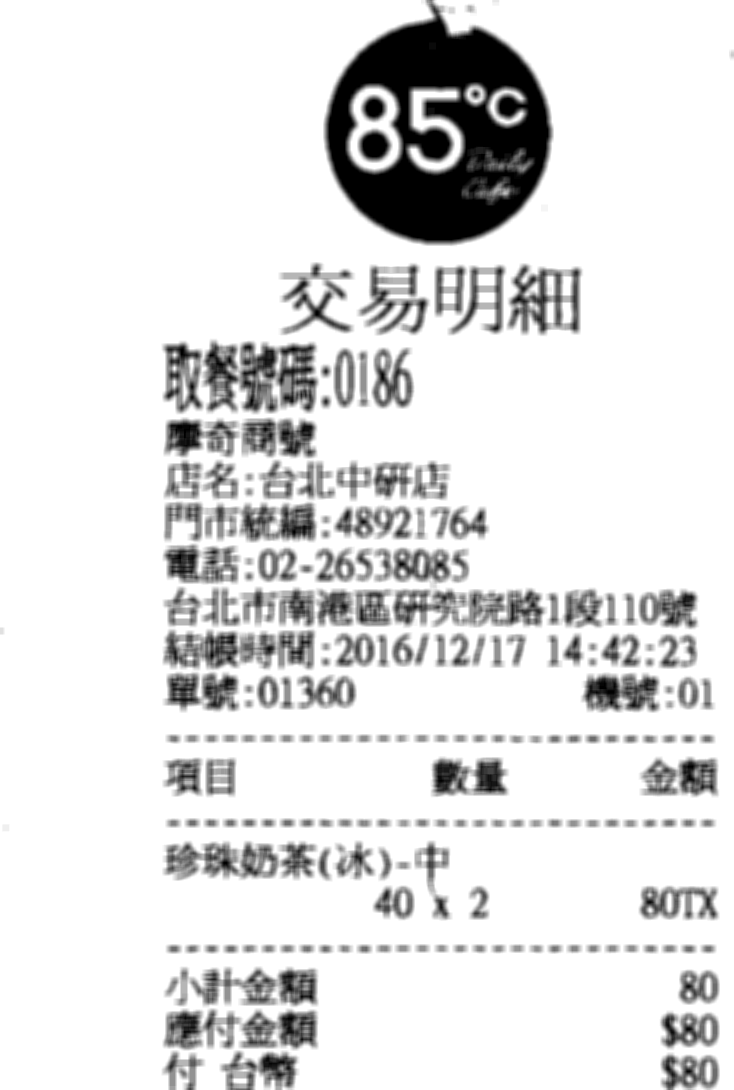 85°C
Daily
Cafe
交易明細
取餐號碼:0186
摩奇商號
店名:台北中研店
門市統編:48921764
電話:02-26538085
台北市南港區研究院路1段110號
結帳時間:2016/12/17 14:42:23
單號:01360 機號:01
項目 數量 金額
珍珠奶茶(冰)-中
40 x 2 80TX
小計金額 80
應付金額 $80
付 台幣 $80